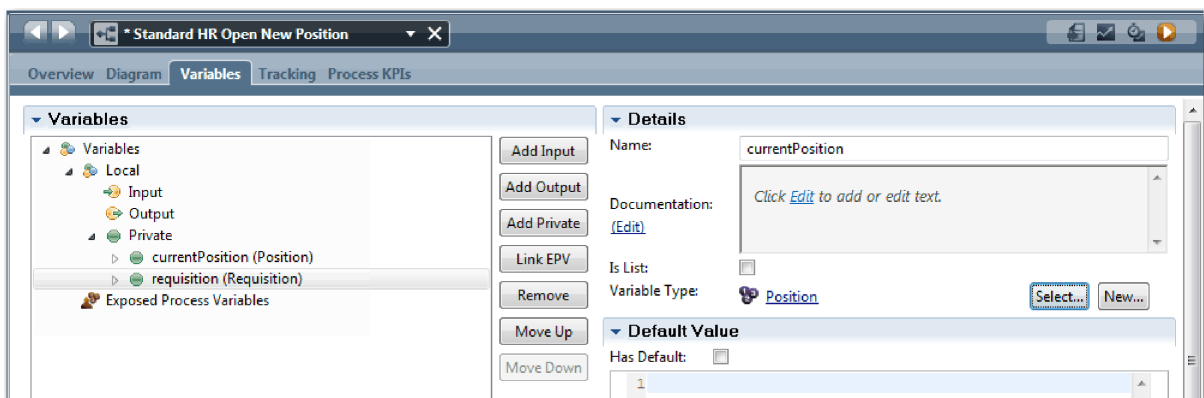 * Standard HR Open New Position
Overview Diagram Variables Tracking Process KPIs
Variables
Variables
Local
Input
Output
Private
currentPosition (Position)
requisition (Requisition)
Exposed Process Variables
Add Input
Add Output
Add Private
Link EPV
Remove
Move Up
Move Down
Details
Name: currentPosition
Documentation: Click Edit to add or edit text.
(Edit)
Is List:
Variable Type: Position Select... New...
Default Value
Has Default:
1